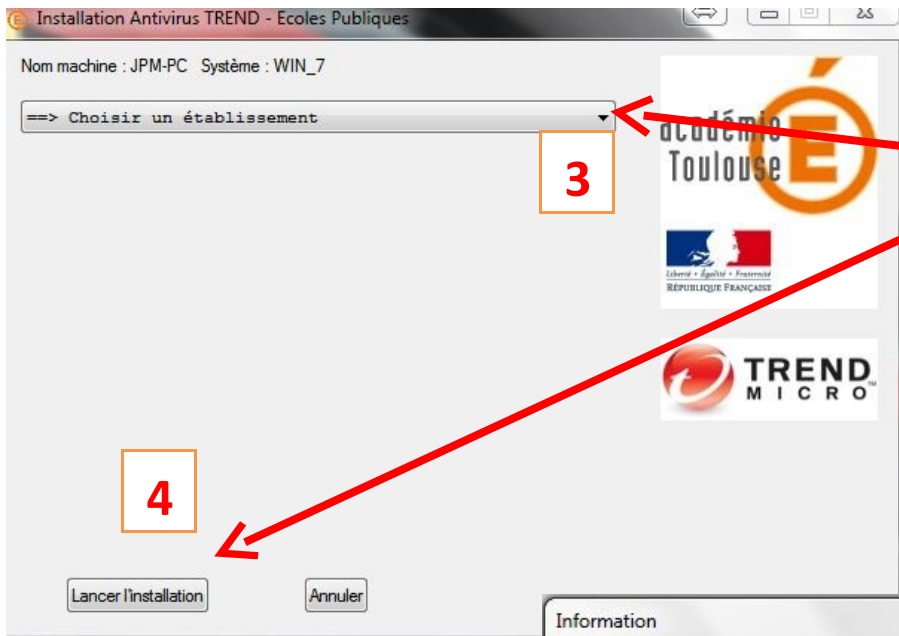 Installation Antivirus TREND - Ecoles Publiques
Nom machine : JPM-PC Système : WIN_7
==> Choisir un établissement
3
académie
Toulouse
É
Liberté • Égalité • Fraternité
RÉPUBLIQUE FRANÇAISE
TREND
MICRO
4
Lancer l'installation
Annuler
Information